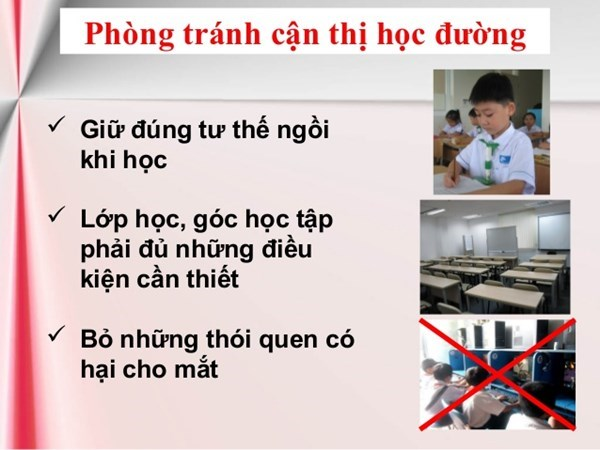 Phòng tránh cận thị học đường
✓ Giữ đúng tư thế ngồi
khi học
✓ Lớp học, góc học tập
phải đủ những điều
kiện cần thiết
✓ Bỏ những thói quen có
hại cho mắt